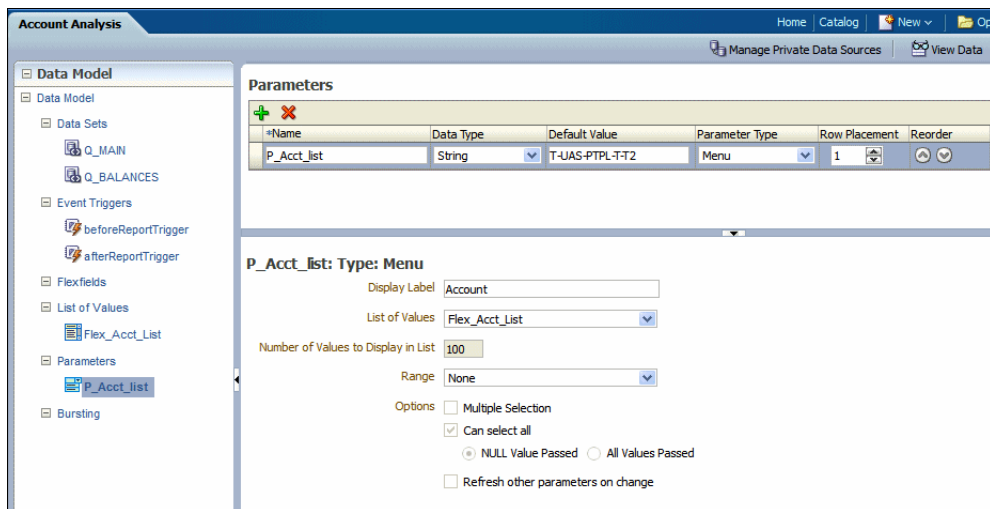 Account Analysis
Home Catalog New Op
Manage Private Data Sources View Data
Data Model
Data Model
Data Sets
Q_MAIN
Q_BALANCES
Event Triggers
beforeReportTrigger
afterReportTrigger
Flexfields
List of Values
Flex_Acct_List
Parameters
P_Acct_list
Bursting
Parameters
*Name Data Type Default Value Parameter Type Row Placement Reorder
P_Acct_list String T-UAS-PTPL-T-T2 Menu 1
P_Acct_list: Type: Menu
Display Label Account
List of Values Flex_Acct_List
Number of Values to Display in List 100
Range None
Options Multiple Selection
Can select all
NULL Value Passed All Values Passed
Refresh other parameters on change